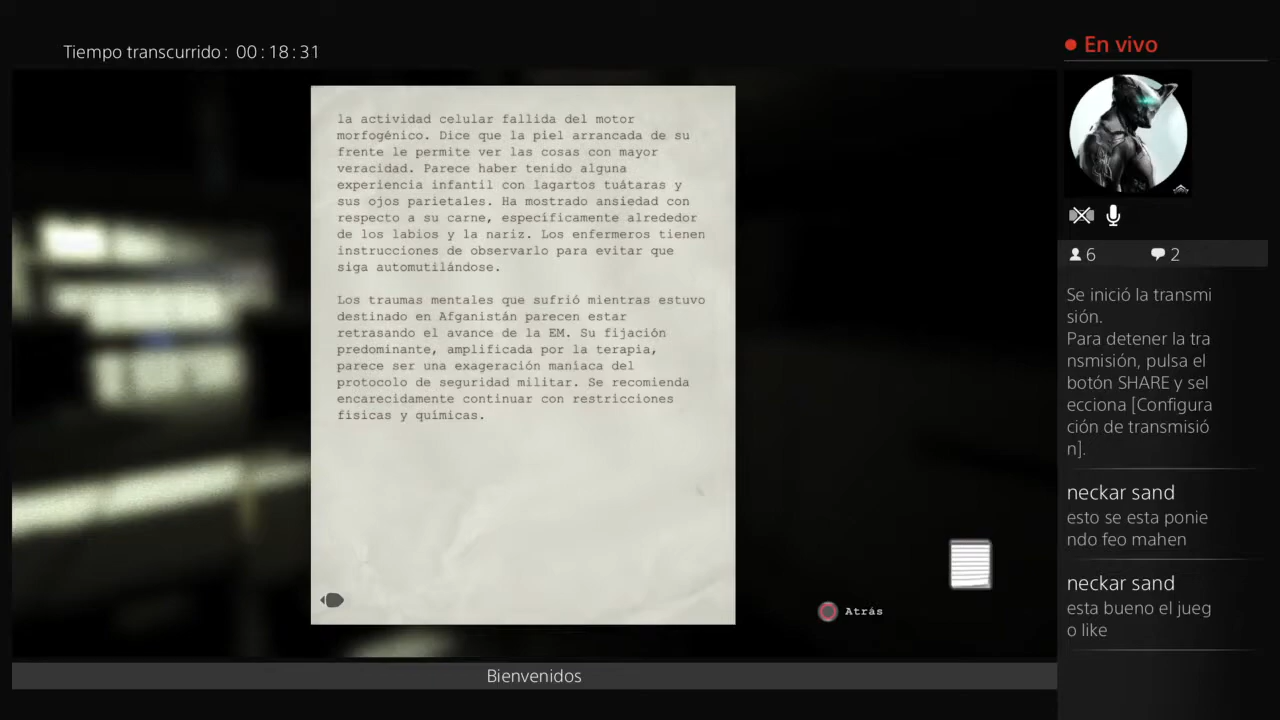 Tiempo transcurrido: 00:18:31
la actividad celular fallida del motor
morfogénico. Dice que la piel arrancada de su
frente le permite ver las cosas con mayor
veracidad. Parece haber tenido alguna
experiencia infantil con lagartos tuátaras y
sus ojos parietales. Ha mostrado ansiedad con
respecto a su carne, específicamente alrededor
de los labios y la nariz. Los enfermeros tienen
instrucciones de observarlo para evitar que
siga automutilándose.
Los traumas mentales que sufrió mientras estuvo
destinado en Afganistán parecen estar
retrasando el avance de la EM. Su fijación
predominante, amplificada por la terapia,
parece ser una exageración maníaca del
protocolo de seguridad militar. Se recomienda
encarecidamente continuar con restricciones
físicas y químicas.
Atrás
Bienvenidos
En vivo
6
2
Se inició la transmi
sión.
Para detener la tra
nsmisión, pulsa el
botón SHARE y sel
ecciona [Configura
ción de transmisió
n].
neckar sand
esto se esta ponie
ndo feo mahen
neckar sand
esta bueno el jueg
o like